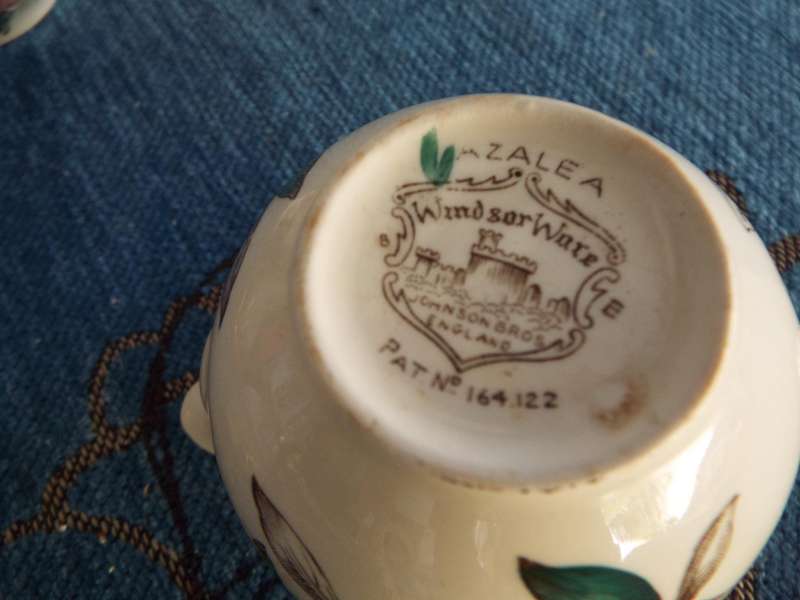 AZALEA
Windsor Ware
8 E
JOHNSON BROS
ENGLAND
PAT. Nº 164.122